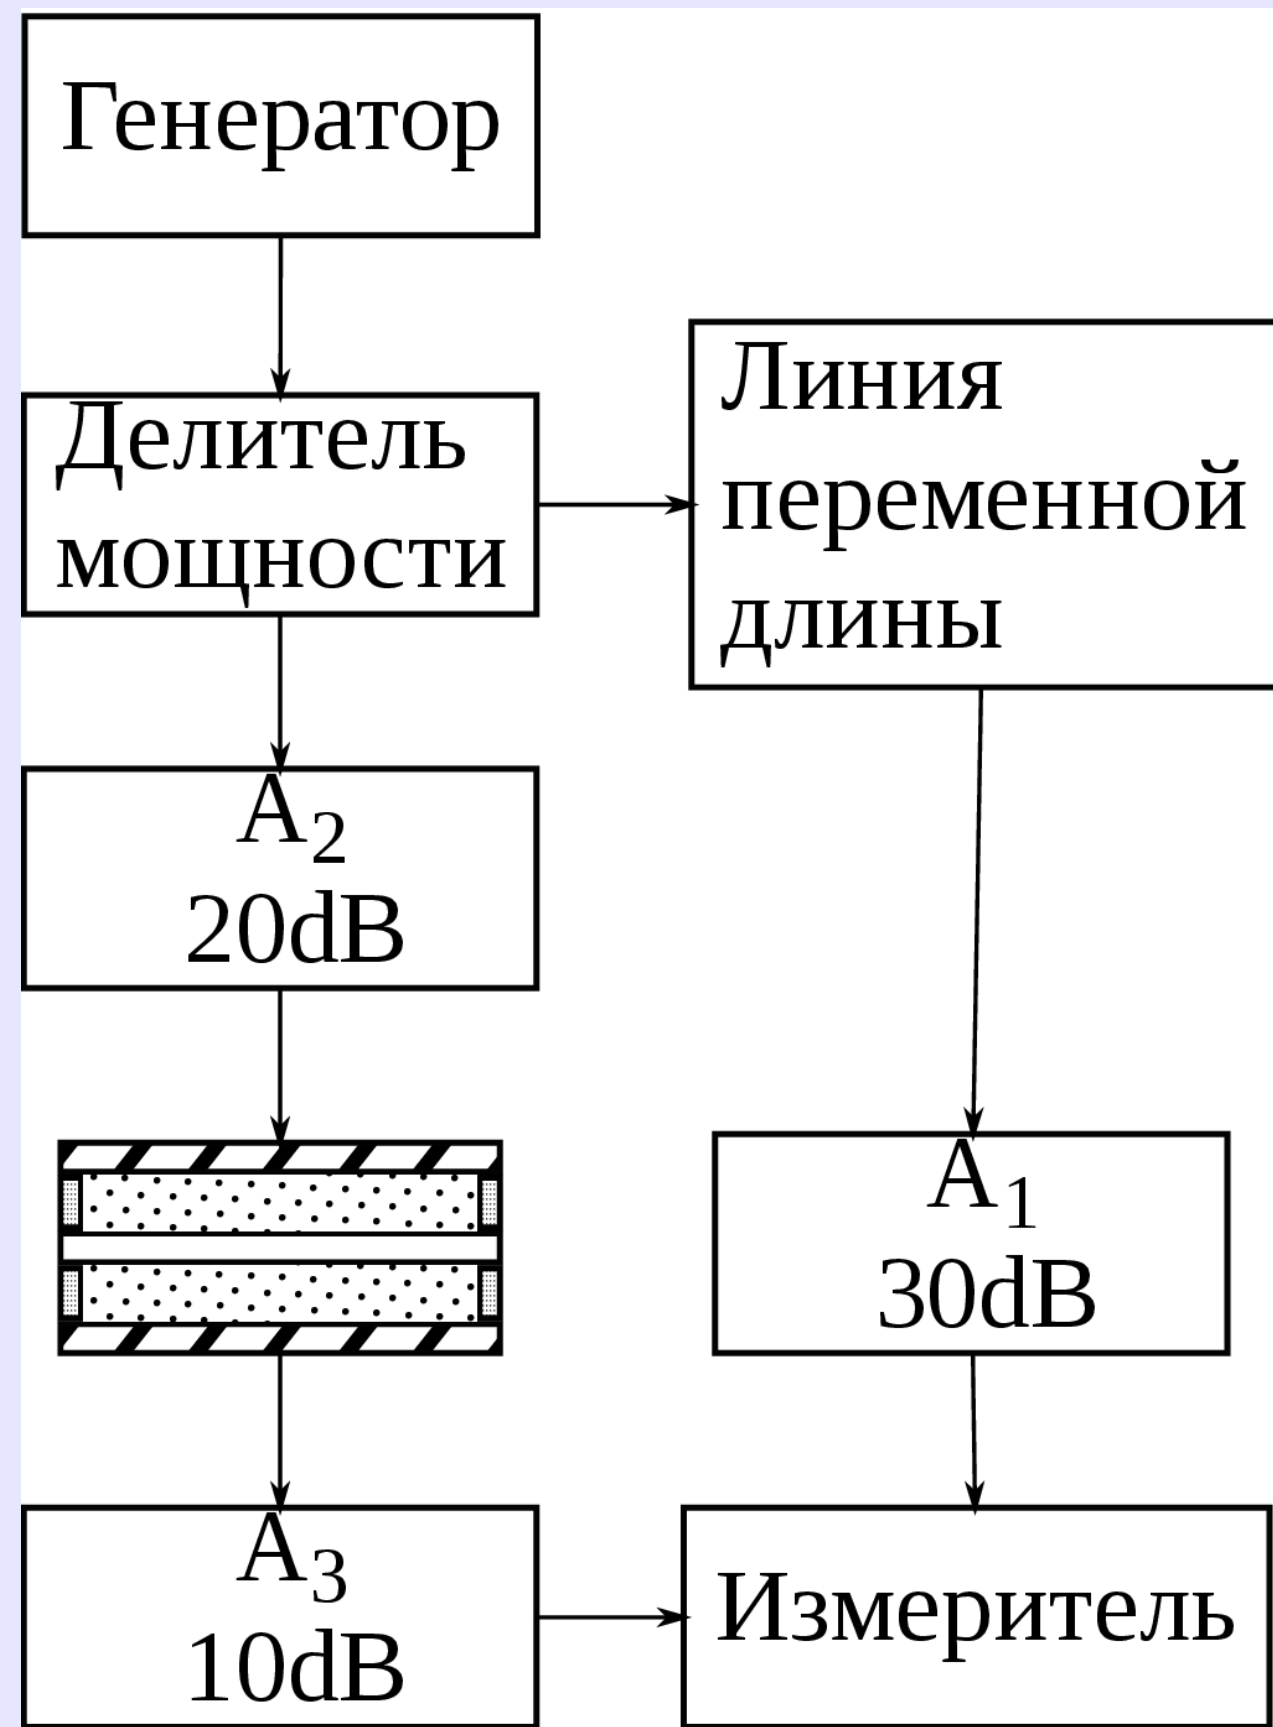 Генератор
Делитель
мощности
Линия
переменной
длины
A₂
20dB
A₁
30dB
A₃
10dB
Измеритель